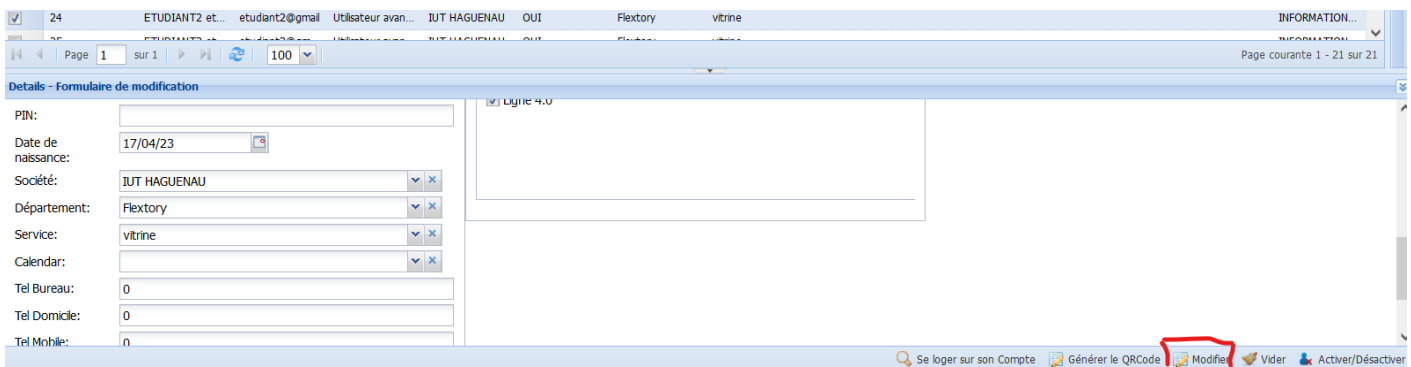 24 ETUDIANT2 et... etudiant2@gmail Utilisateur avan... IUT HAGUENAU OUI Flextory vitrine INFORMATION...
Page 1 sur 1 100 Page courante 1 - 21 sur 21
Details - Formulaire de modification
Ligne 4.0
PIN:
Date de naissance: 17/04/23
Société: IUT HAGUENAU
Département: Flextory
Service: vitrine
Calendar:
Tel Bureau: 0
Tel Domicile: 0
Tel Mobile: 0
Se loger sur son Compte Générer le QRCode Modifier Vider Activer/Désactiver